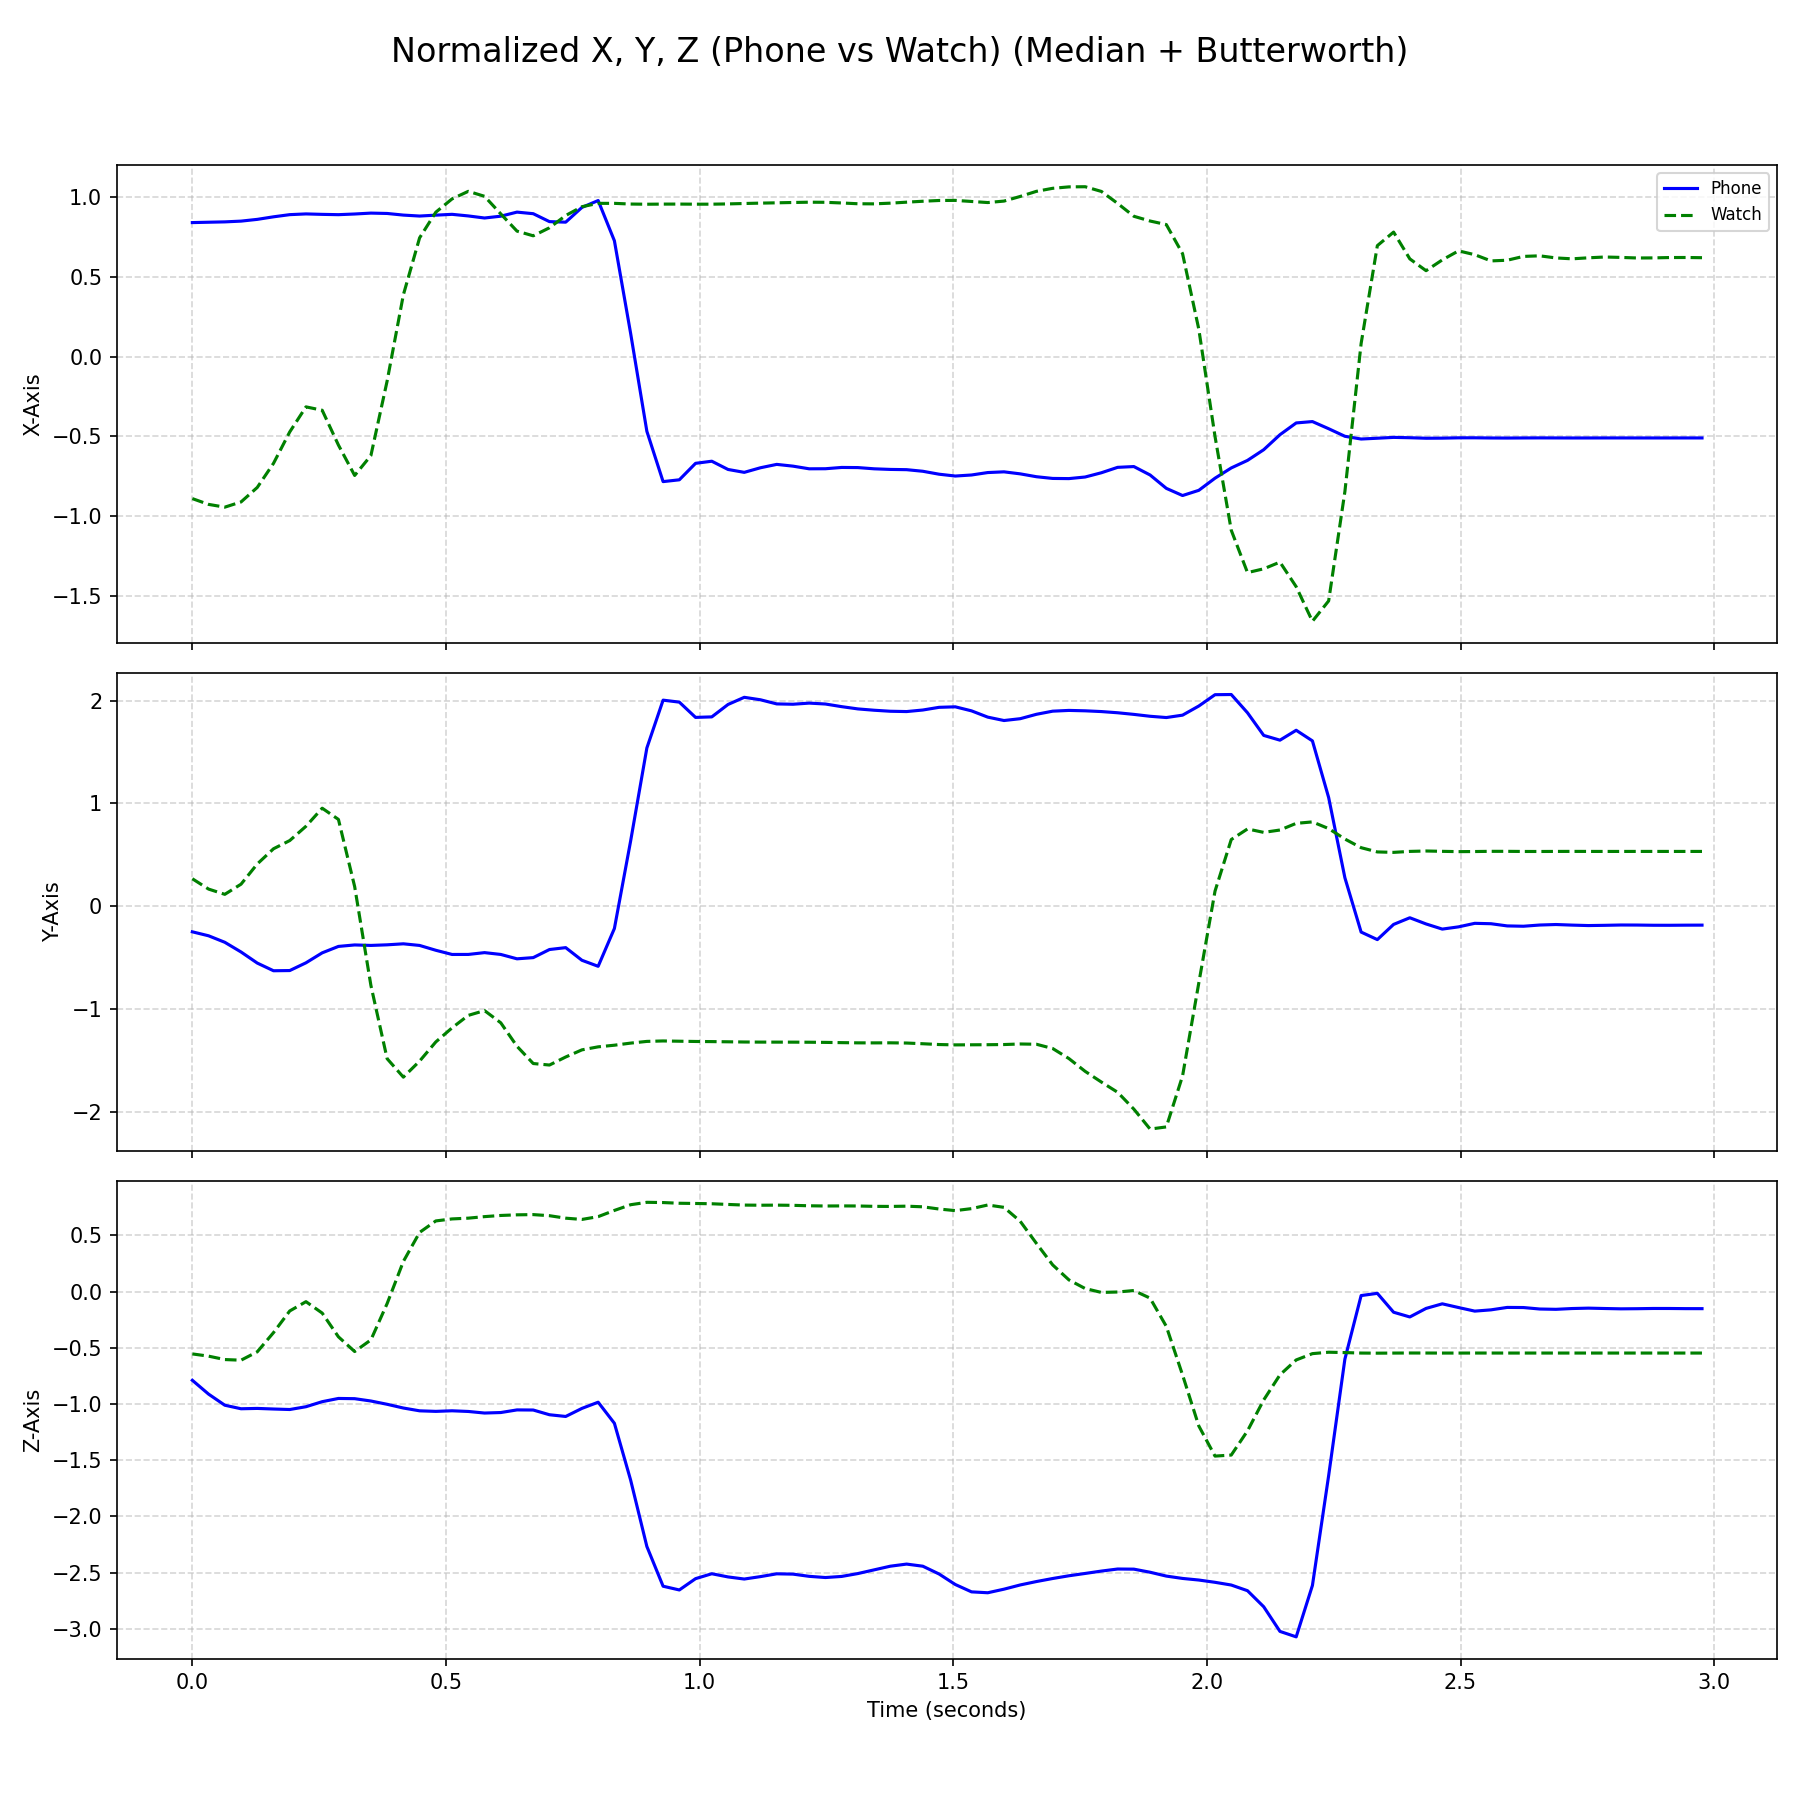 Normalized X, Y, Z (Phone vs Watch) (Median + Butterworth)
Phone
Watch
X-Axis
1.0
0.5
0.0
−0.5
−1.0
−1.5
Y-Axis
2
1
0
−1
−2
Z-Axis
0.5
0.0
−0.5
−1.0
−1.5
−2.0
−2.5
−3.0
0.0 0.5 1.0 1.5 2.0 2.5 3.0
Time (seconds)